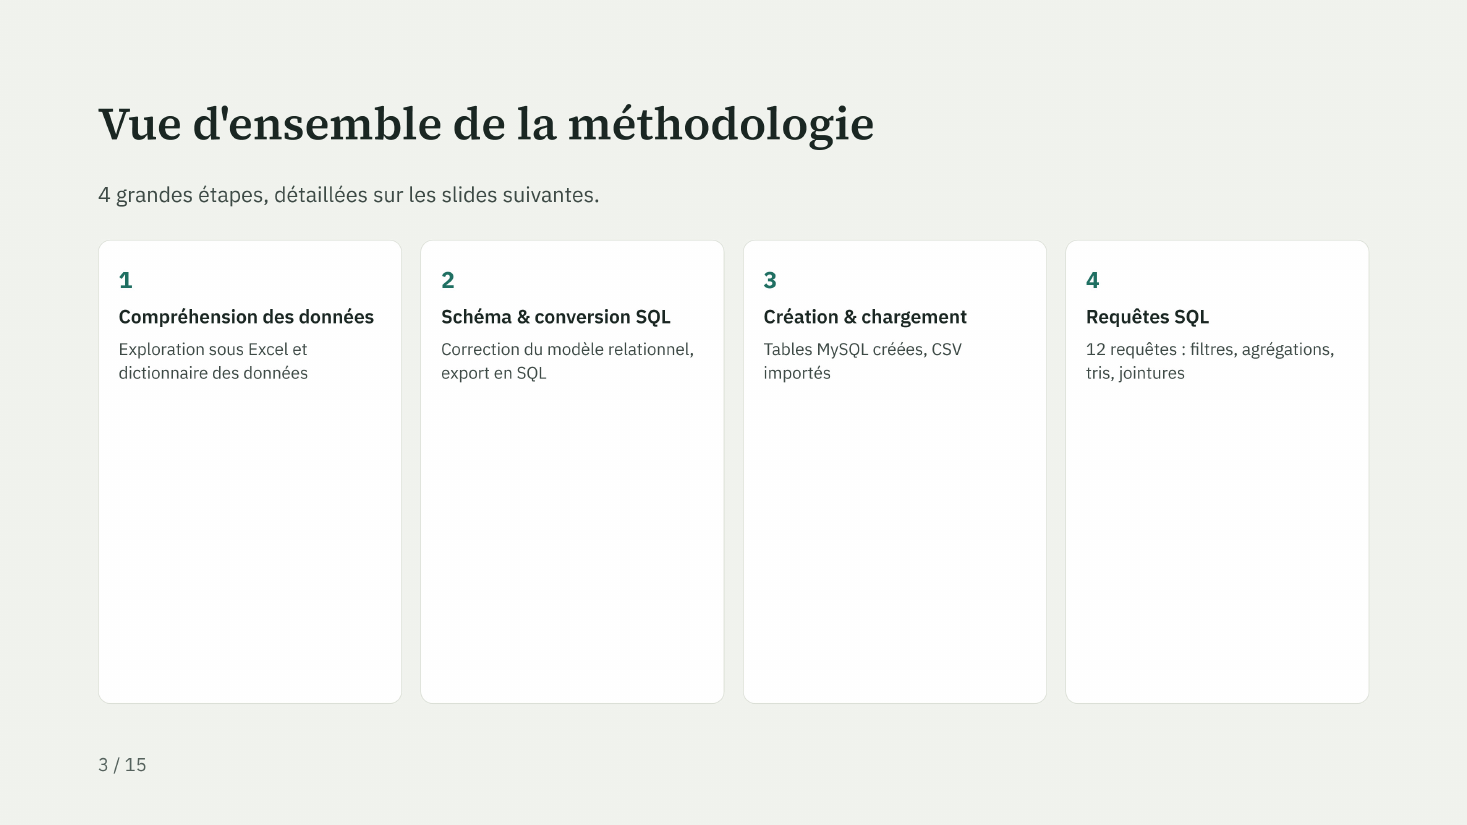 Vue d'ensemble de la méthodologie
4 grandes étapes, détaillées sur les slides suivantes.
1
Compréhension des données
Exploration sous Excel et
dictionnaire des données
2
Schéma & conversion SQL
Correction du modèle relationnel,
export en SQL
3
Création & chargement
Tables MySQL créées, CSV
importés
4
Requêtes SQL
12 requêtes : filtres, agrégations,
tris, jointures
3 / 15